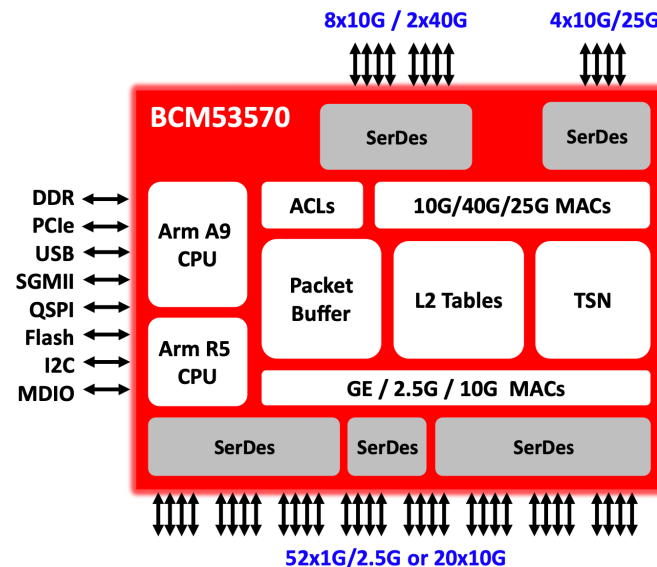 8x10G / 2x40G
4x10G/25G
BCM53570
SerDes
SerDes
DDR
PCIe
USB
SGMII
QSPI
Flash
I2C
MDIO
Arm A9
CPU
Arm R5
CPU
ACLs
10G/40G/25G MACs
Packet
Buffer
L2 Tables
TSN
GE / 2.5G / 10G MACs
SerDes
SerDes
SerDes
52x1G/2.5G or 20x10G